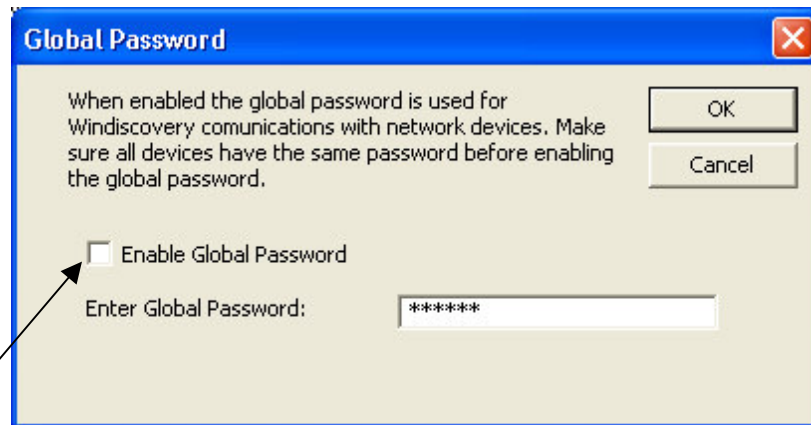 Global Password
When enabled the global password is used for
Windiscovery comunications with network devices. Make
sure all devices have the same password before enabling
the global password.
OK
Cancel
Enable Global Password
Enter Global Password:
******